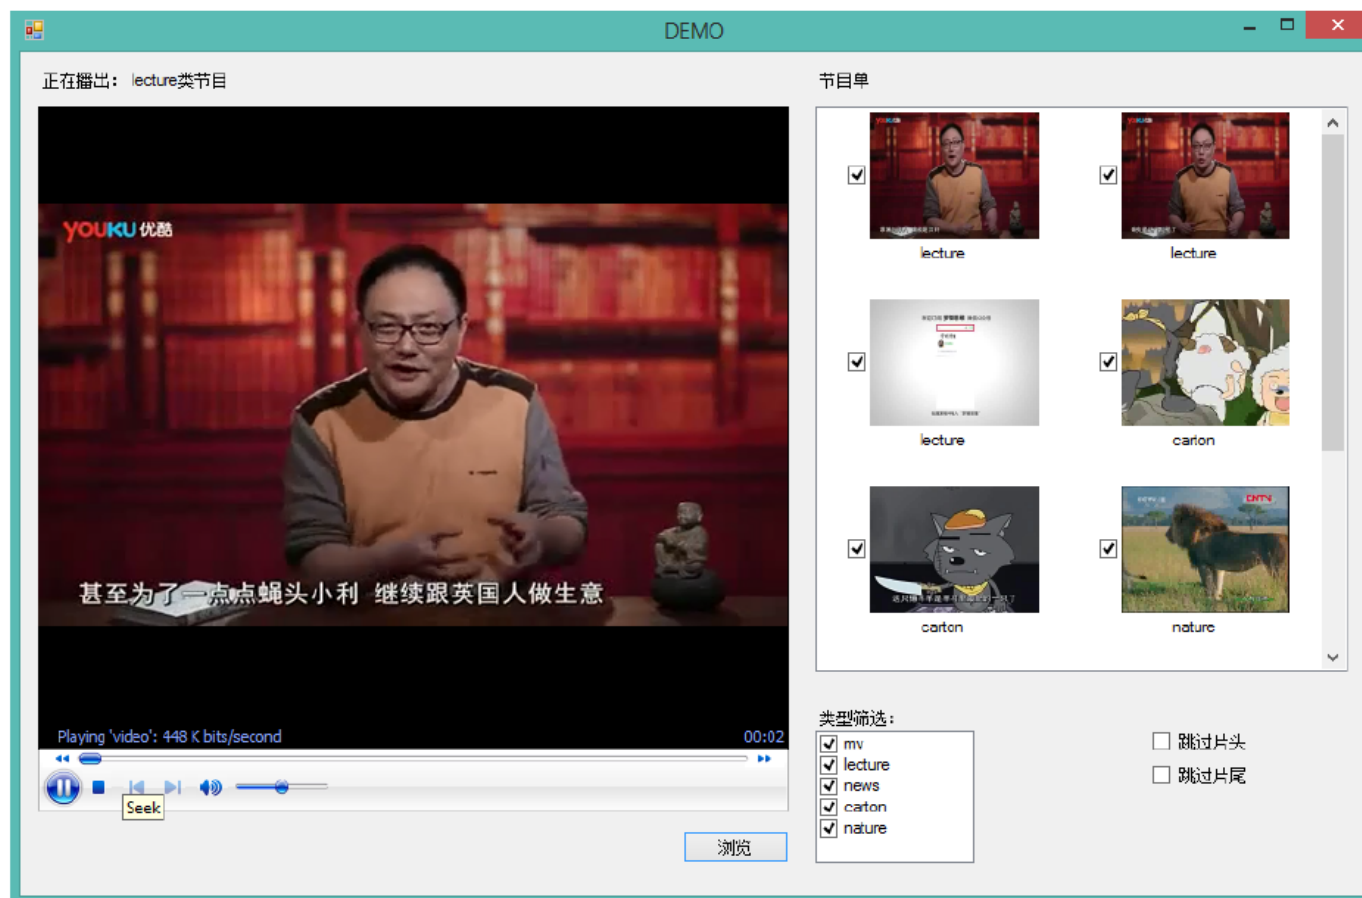 DEMO
正在播出: lecture类节目
节目单
YOUKU 优酷
甚至为了一点点蝇头小利 继续跟英国人做生意
Playing 'video': 448 K bits/second
00:02
Seek
浏览
lecture
lecture
lecture
carton
CNTV
carton
nature
类型筛选:
mv
lecture
news
carton
nature
跳过片头
跳过片尾